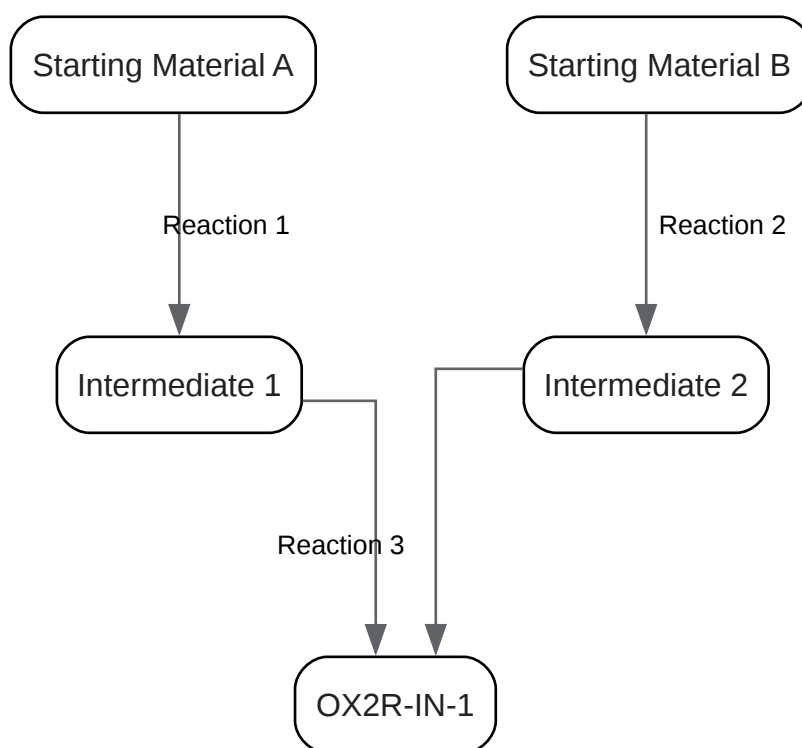 Starting Material A
Starting Material B
Reaction 1
Reaction 2
Intermediate 1
Intermediate 2
Reaction 3
OX2R-IN-1